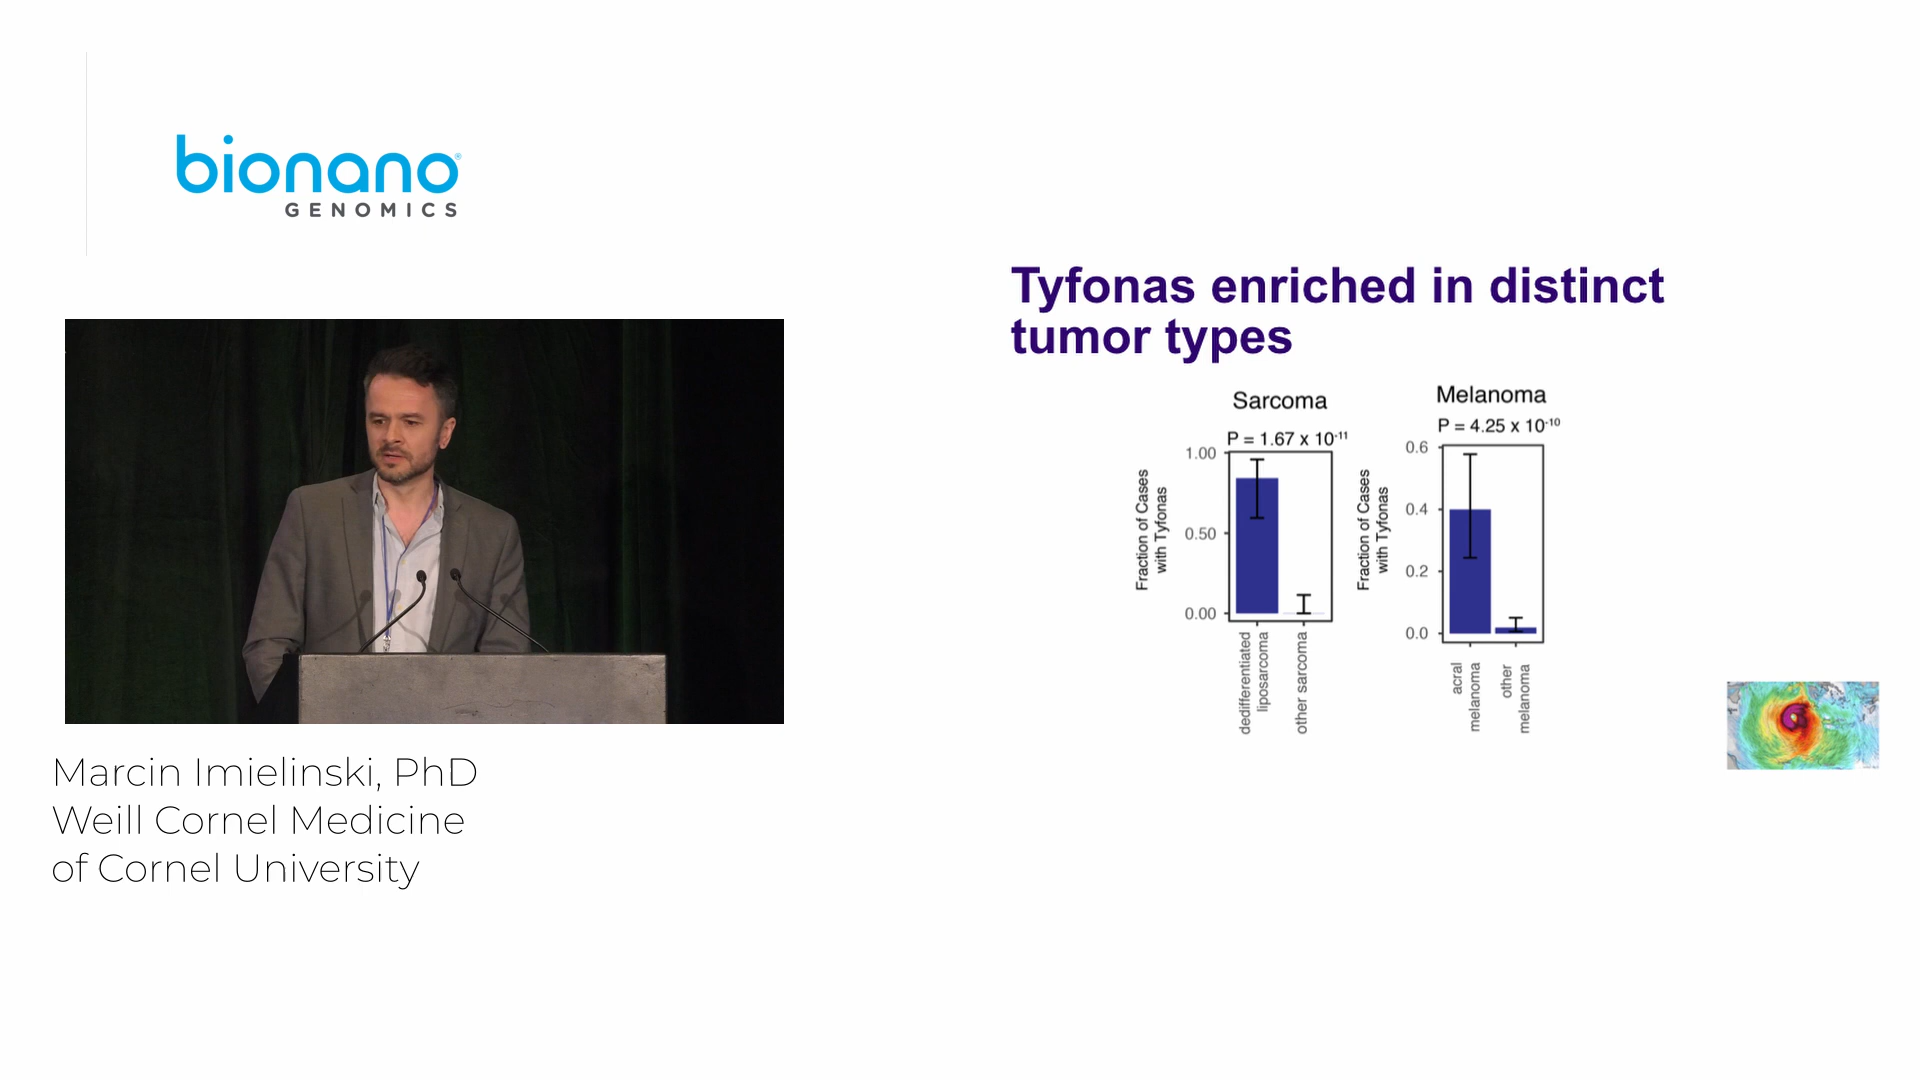 bionano
GENOMICS
Tyfonas enriched in distinct
tumor types
Sarcoma
P = 1.67 x 10-11
Fraction of Cases
with Tyfonas
1.00
0.50
0.00
dedifferentiated
liposarcoma
other sarcoma
Melanoma
P = 4.25 x 10-10
Fraction of Cases
with Tyfonas
0.6
0.4
0.2
0.0
acral
melanoma
other
melanoma
Marcin Imielinski, PhD
Weill Cornel Medicine
of Cornel University